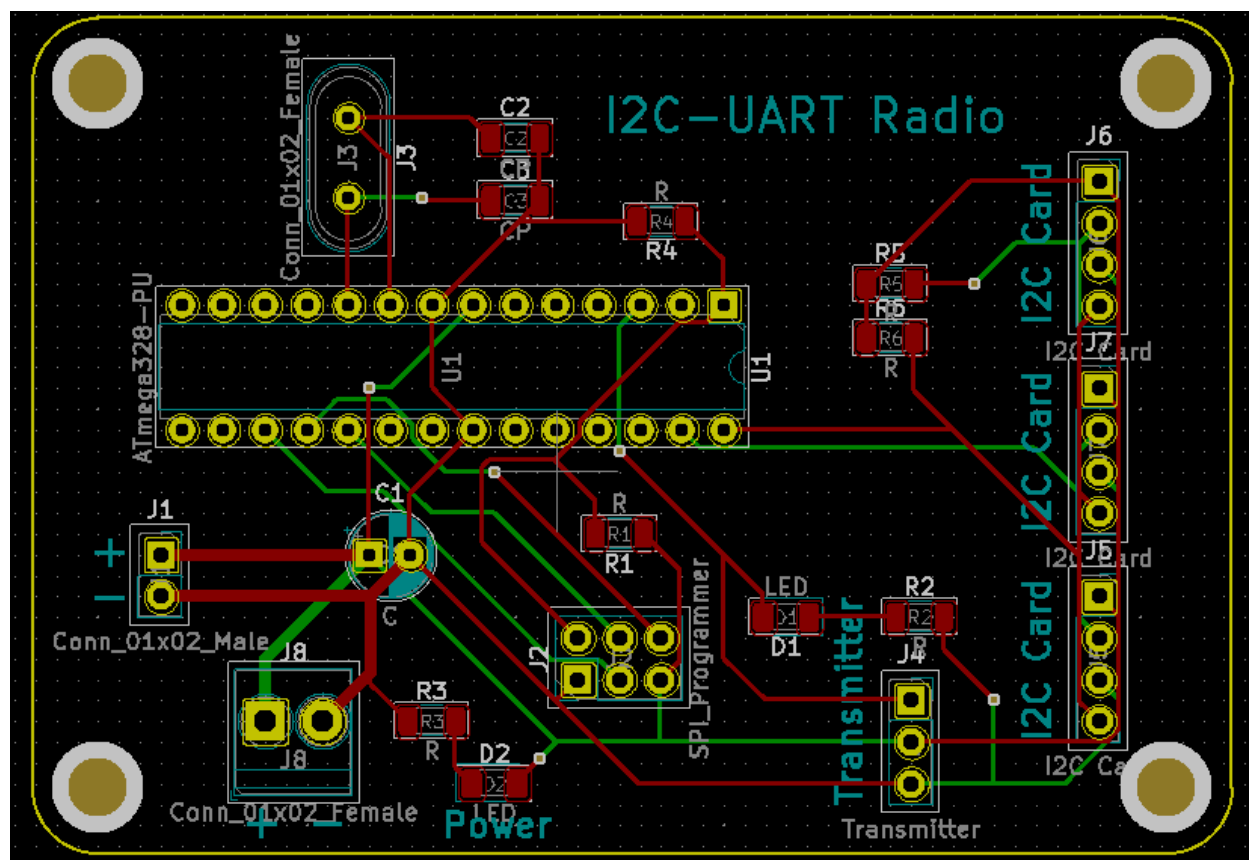 Conn_01x02_Female
J3
J3
C2
C2
C3
CP
I2C-UART Radio
R
R4
R4
J6
I2C Card
R5
R5
R6
R
I2C Card
J7
ATmega328-PU
U1
U1
I2C Card
I2C Card
J5
J1
+
−
Conn_01x02_Male
C1
+
C
R
R1
R1
SPI_Programmer
J2
LED
D1
D1
R2
R2
R
J4
Transmitter
Transmitter
I2C Card
J8
J8
Conn_01x02_Female
+ −
R3
R3
R
D2
D2
LED
Power